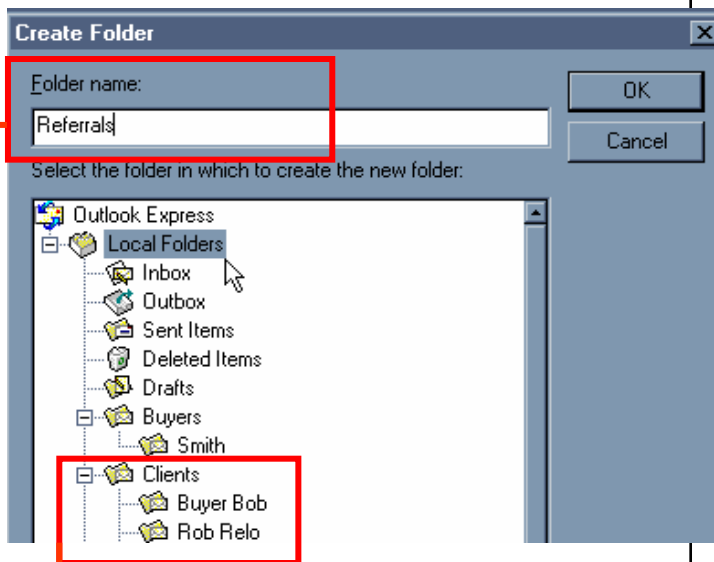 Create Folder
Folder name:
OK
Referrals
Cancel
Select the folder in which to create the new folder:
Outlook Express
Local Folders
Inbox
Outbox
Sent Items
Deleted Items
Drafts
Buyers
Smith
Clients
Buyer Bob
Rob Relo